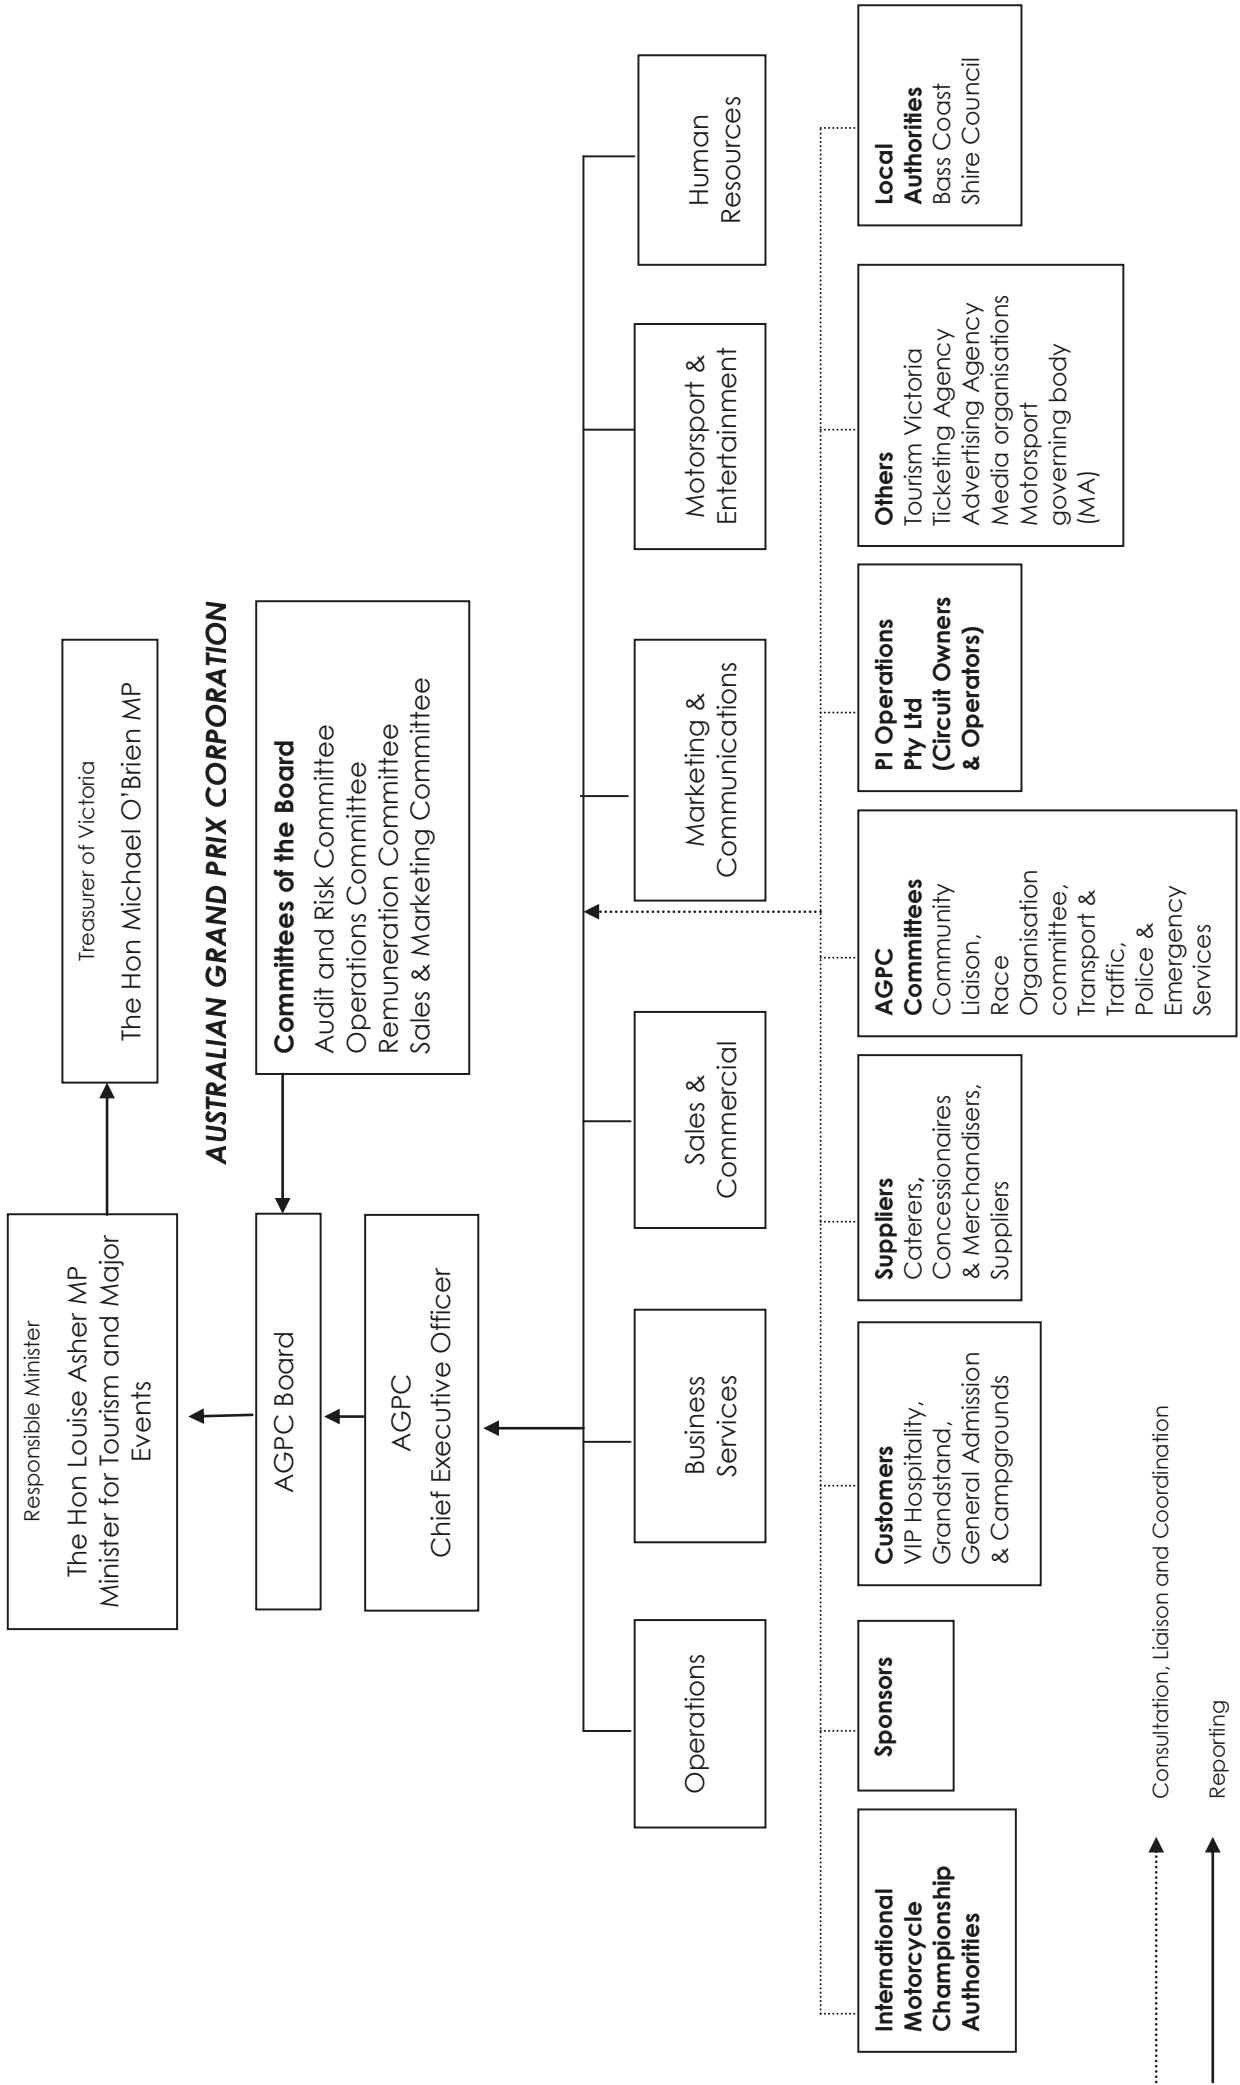 Responsible Minister
The Hon Louise Asher MP
Minister for Tourism and Major
Events
Treasurer of Victoria
The Hon Michael O'Brien MP
AUSTRALIAN GRAND PRIX CORPORATION
AGPC Board
Committees of the Board
Audit and Risk Committee
Operations Committee
Remuneration Committee
Sales & Marketing Committee
AGPC
Chief Executive Officer
Operations
Business
Services
Sales &
Commercial
Marketing &
Communications
Motorsport &
Entertainment
Human
Resources
International
Motorcycle
Championship
Authorities
Sponsors
Customers
VIP Hospitality,
Grandstand,
General Admission
& Campgrounds
Suppliers
Caterers,
Concessionaires
& Merchandisers,
Suppliers
AGPC
Committees
Community
Liaison,
Race
Organisation
committee,
Transport &
Traffic,
Police &
Emergency
Services
PI Operations
Pty Ltd
(Circuit Owners
& Operators)
Others
Tourism Victoria
Ticketing Agency
Advertising Agency
Media organisations
Motorsport
governing body
(MA)
Local
Authorities
Bass Coast
Shire Council
Consultation, Liaison and Coordination
Reporting